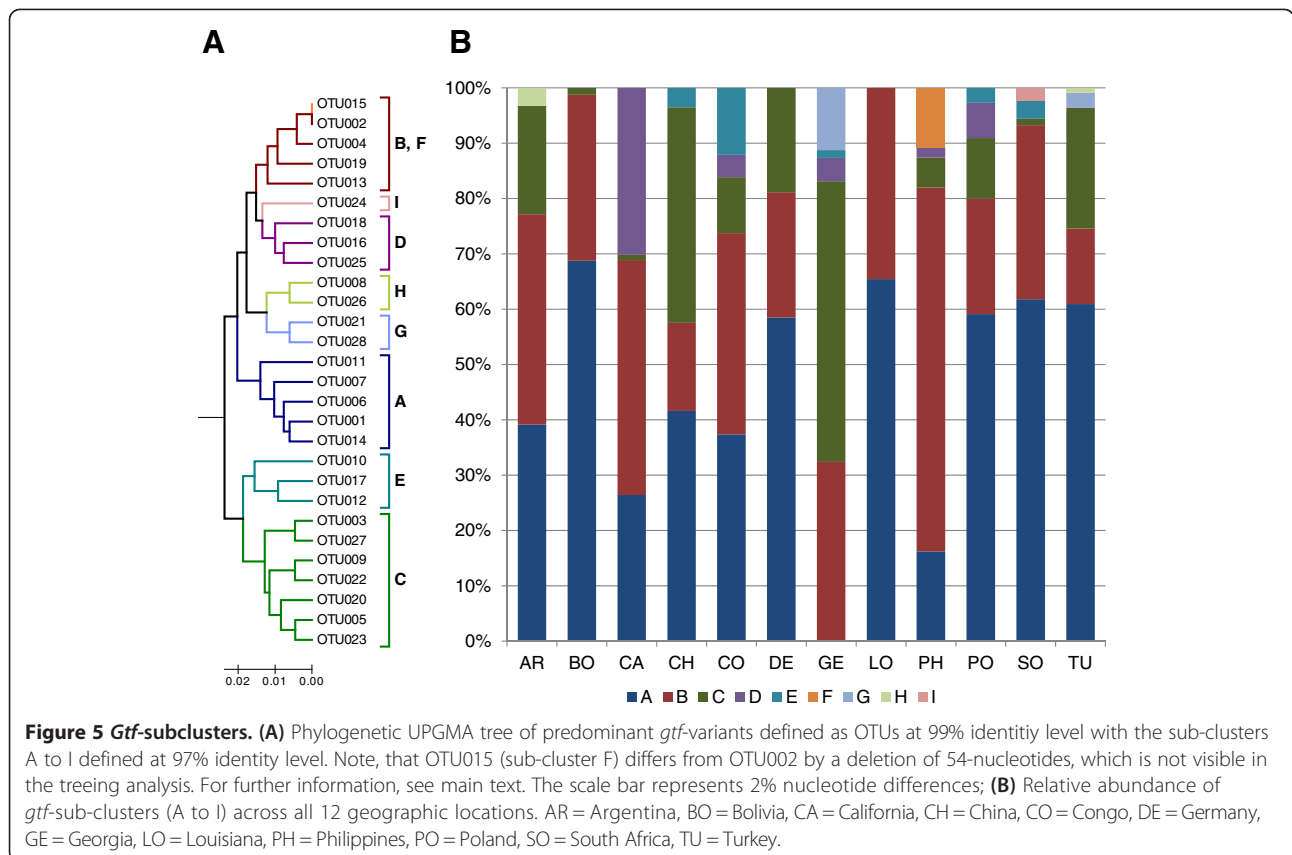 A
B
OTU015
OTU002
OTU004
OTU019
OTU013
OTU024
OTU018
OTU016
OTU025
OTU008
OTU026
OTU021
OTU028
OTU011
OTU007
OTU006
OTU001
OTU014
OTU010
OTU017
OTU012
OTU003
OTU027
OTU009
OTU022
OTU020
OTU005
OTU023
B, F
I
D
H
G
A
E
C
0.02 0.01 0.00
100%
90%
80%
70%
60%
50%
40%
30%
20%
10%
0%
AR BO CA CH CO DE GE LO PH PO SO TU
A B C D E F G H I
Figure 5 Gtf-subclusters. (A) Phylogenetic UPGMA tree of predominant gtf-variants defined as OTUs at 99% identitiy level with the sub-clusters
A to I defined at 97% identity level. Note, that OTU015 (sub-cluster F) differs from OTU002 by a deletion of 54-nucleotides, which is not visible in
the treeing analysis. For further information, see main text. The scale bar represents 2% nucleotide differences; (B) Relative abundance of
gtf-sub-clusters (A to I) across all 12 geographic locations. AR = Argentina, BO = Bolivia, CA = California, CH = China, CO = Congo, DE = Germany,
GE = Georgia, LO = Louisiana, PH = Philippines, PO = Poland, SO = South Africa, TU = Turkey.